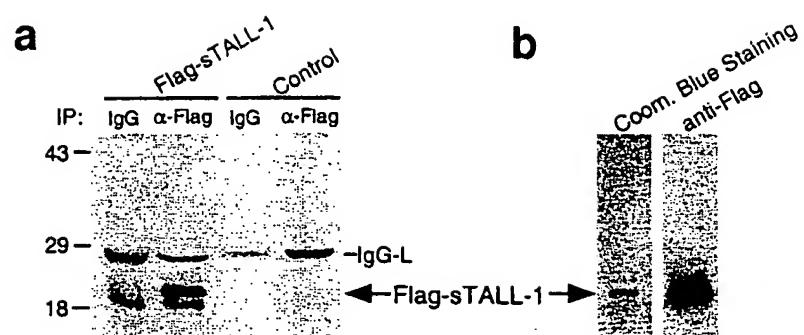 a
Flag-sTALL-1
Control
IP: IgG α-Flag IgG α-Flag
43
29
IgG-L
18
Flag-sTALL-1
b
Coom. Blue Staining
anti-Flag